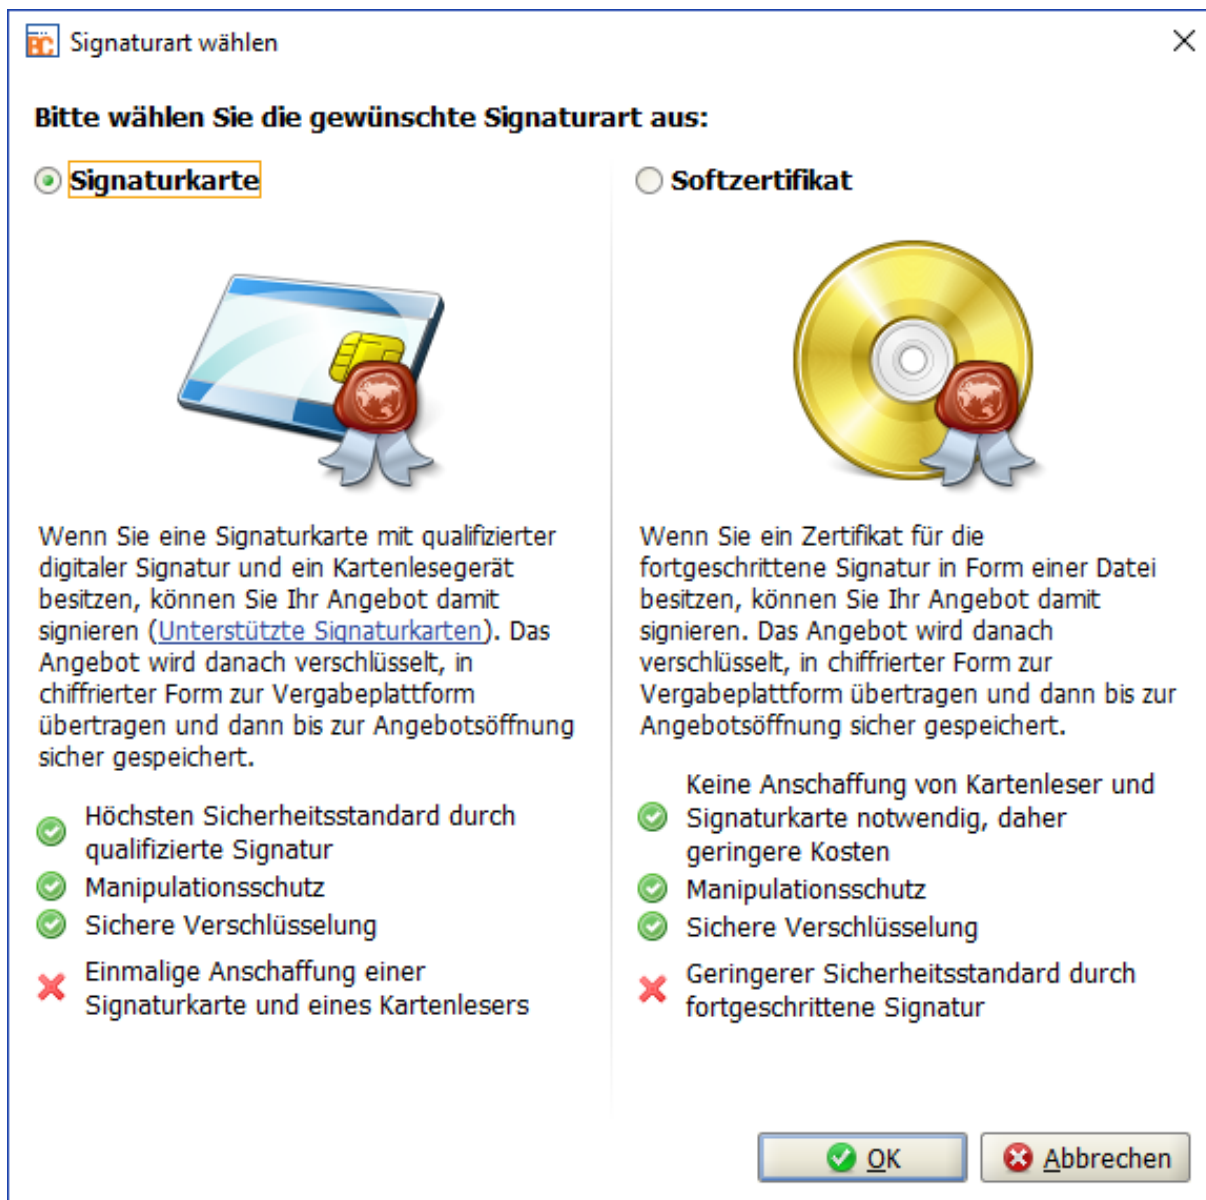 Signaturart wählen
Bitte wählen Sie die gewünschte Signaturart aus:
Signaturkarte
Wenn Sie eine Signaturkarte mit qualifizierter
digitaler Signatur und ein Kartenlesegerät
besitzen, können Sie Ihr Angebot damit
signieren (Unterstützte Signaturkarten). Das
Angebot wird danach verschlüsselt, in
chiffrierter Form zur Vergabeplattform
übertragen und dann bis zur Angebotsöffnung
sicher gespeichert.
Höchsten Sicherheitsstandard durch
qualifizierte Signatur
Manipulationsschutz
Sichere Verschlüsselung
Einmalige Anschaffung einer
Signaturkarte und eines Kartenlesers
Softzertifikat
Wenn Sie ein Zertifikat für die
fortgeschrittene Signatur in Form einer Datei
besitzen, können Sie Ihr Angebot damit
signieren. Das Angebot wird danach
verschlüsselt, in chiffrierter Form zur
Vergabeplattform übertragen und dann bis zur
Angebotsöffnung sicher gespeichert.
Keine Anschaffung von Kartenleser und
Signaturkarte notwendig, daher
geringere Kosten
Manipulationsschutz
Sichere Verschlüsselung
Geringerer Sicherheitsstandard durch
fortgeschrittene Signatur
OK
Abbrechen